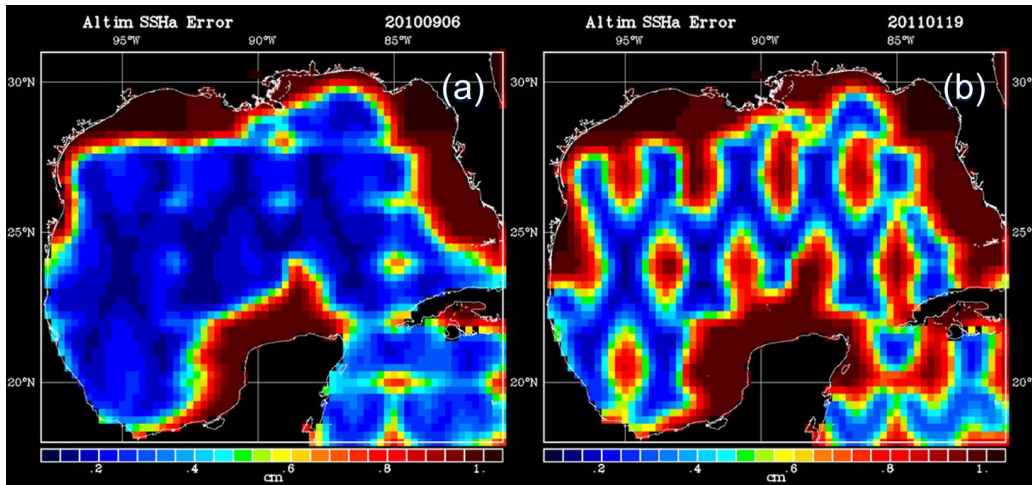 Altim SSHa Error 20100906
95°W 90°W 85°W
30°N
25°N
20°N
(a)
.2 .4 .6 .8 1.
cm
Altim SSHa Error 20110119
95°W 90°W 85°W
30°N
25°N
20°N
(b)
.2 .4 .6 .8 1.
cm